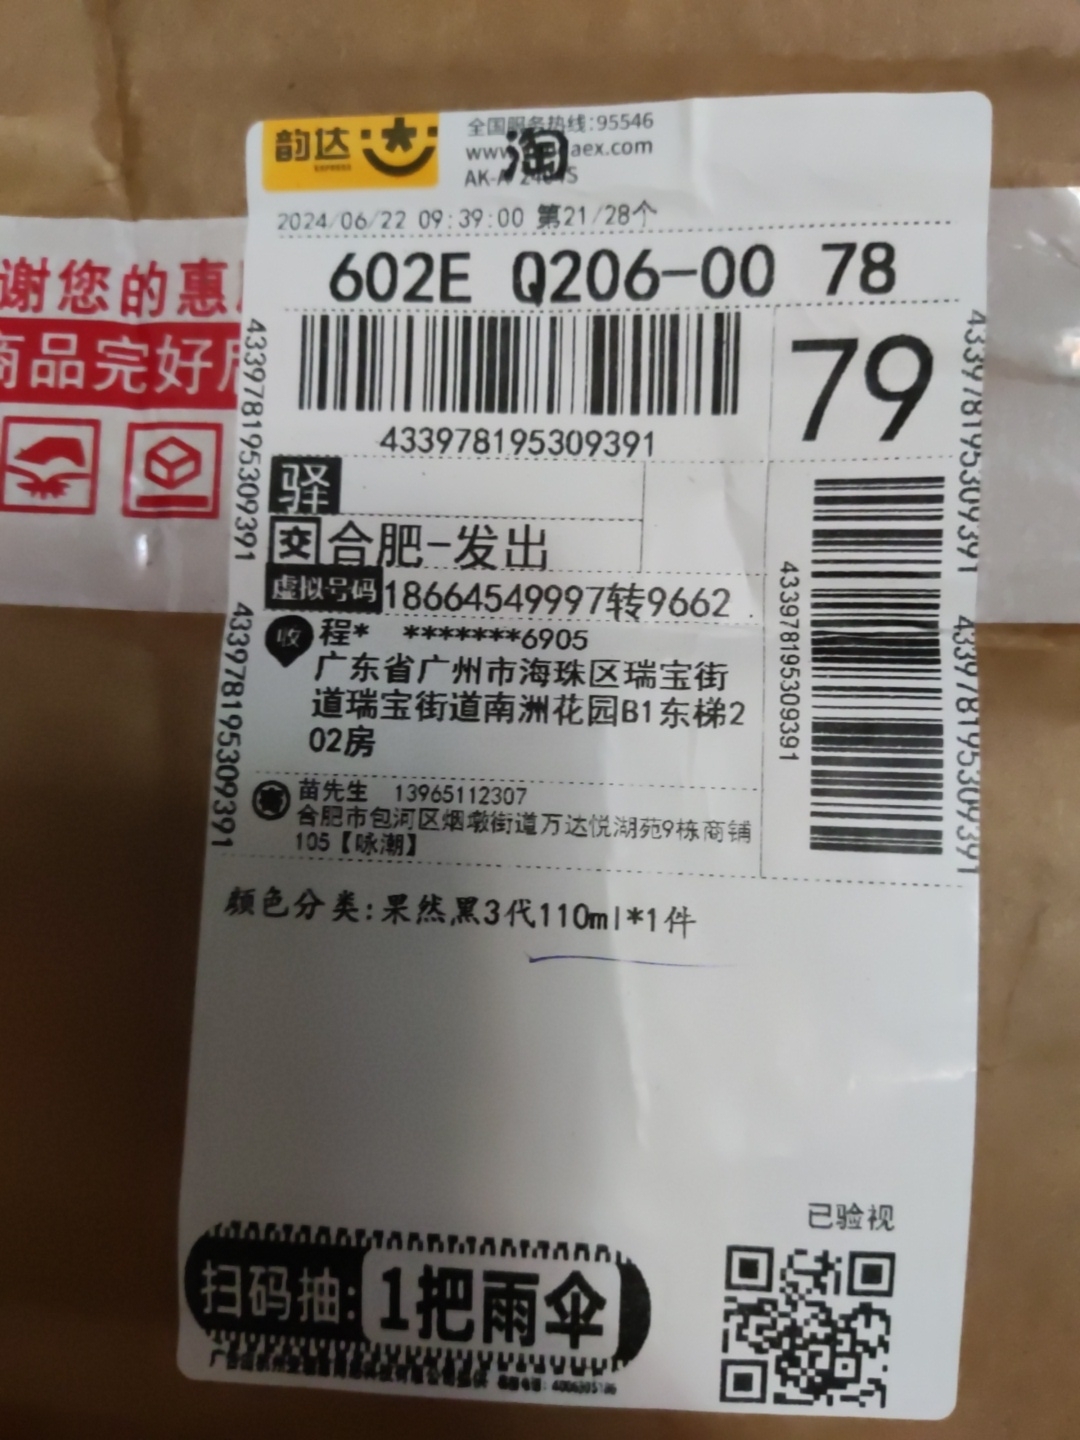 韵达
EXPRESS
全国服务热线:95546
淘
2024/06/22 09:39:00 第21/28个
602E Q206-00 78
谢您的惠
商品完好
79
433978195309391
433978195309391
433978195309391
433978195309391
433978195309391
433978195309391
驿
交 合肥-发出
虚拟号码 18664549997转9662
收 程* *******6905
广东省广州市海珠区瑞宝街
道瑞宝街道南洲花园B1东梯2
02房
寄 苗先生 13965112307
合肥市包河区烟墩街道万达悦湖苑9栋商铺
105【咏潮】
颜色分类:果然黑3代110ml*1件
已验视
扫码抽: 1把雨伞